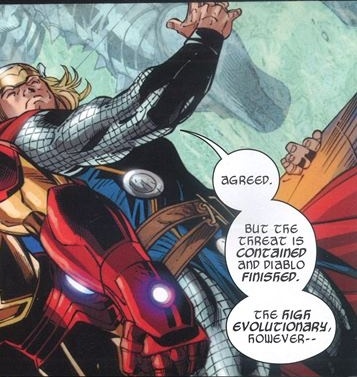 AGREED.
BUT THE
THREAT IS
CONTAINED
AND DIABLO
FINISHED.
THE HIGH
EVOLUTIONARY,
HOWEVER--